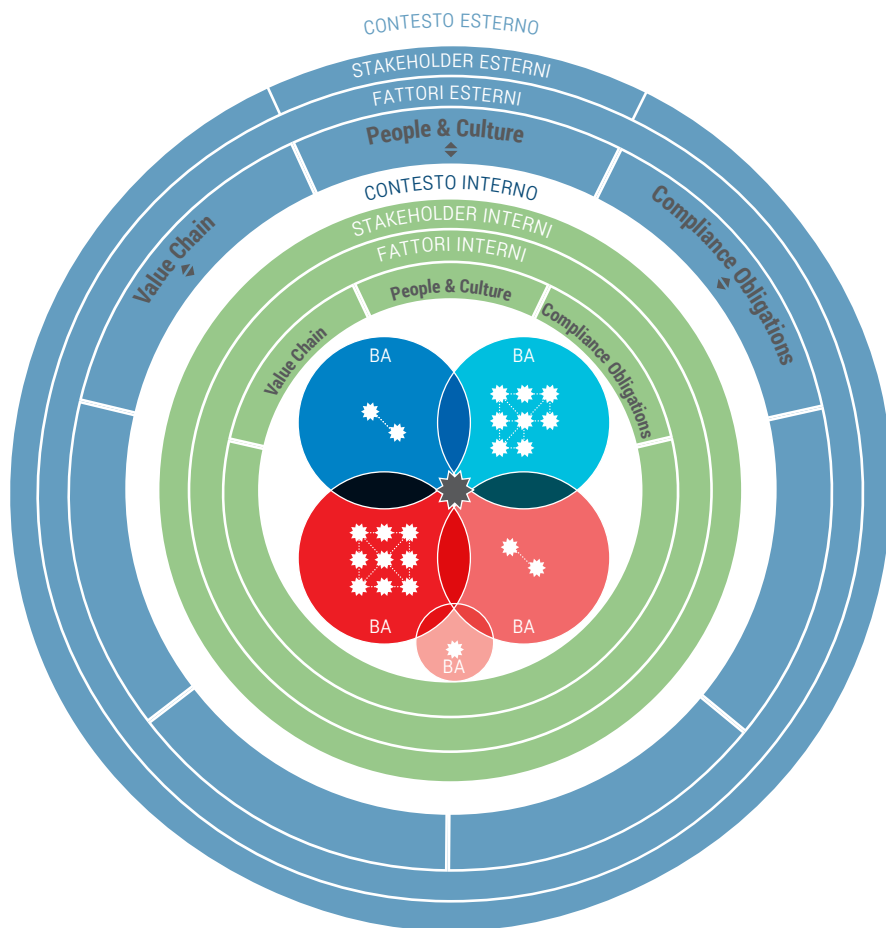 CONTESTO ESTERNO
STAKEHOLDER ESTERNI
FATTORI ESTERNI
People & Culture
Value Chain
Compliance Obligations
CONTESTO INTERNO
STAKEHOLDER INTERNI
FATTORI INTERNI
People & Culture
Value Chain
Compliance Obligations
BA
BA
BA
BA
BA